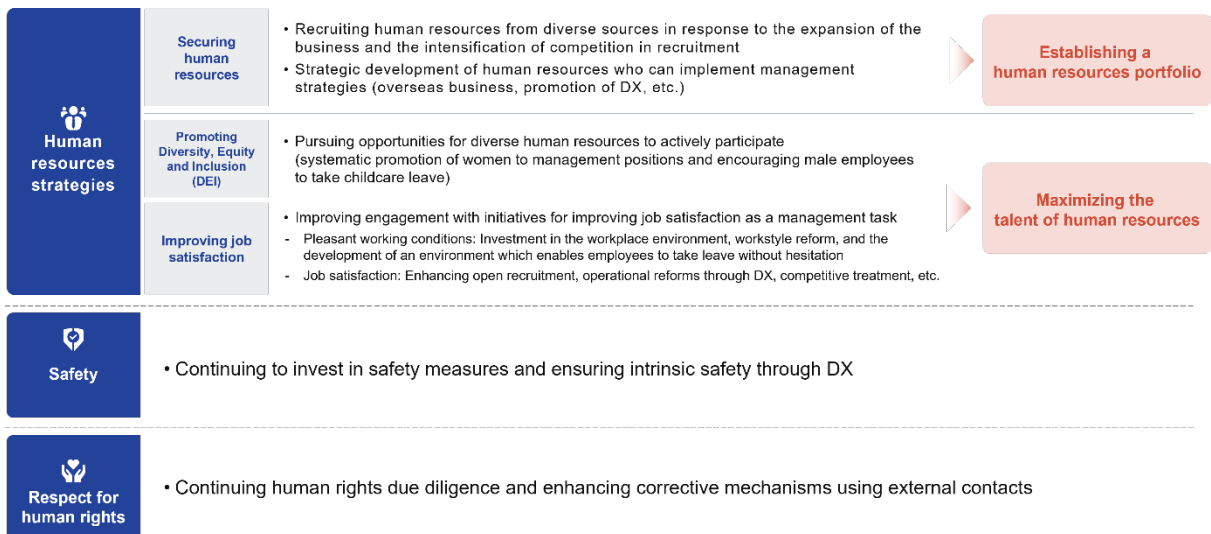 Human
resources
strategies
Securing
human
resources
• Recruiting human resources from diverse sources in response to the expansion of the
business and the intensification of competition in recruitment
• Strategic development of human resources who can implement management
strategies (overseas business, promotion of DX, etc.)
Establishing a
human resources portfolio
Promoting
Diversity, Equity
and Inclusion
(DEI)
• Pursuing opportunities for diverse human resources to actively participate
(systematic promotion of women to management positions and encouraging male employees
to take childcare leave)
Improving job
satisfaction
• Improving engagement with initiatives for improving job satisfaction as a management task
- Pleasant working conditions: Investment in the workplace environment, workstyle reform, and the
development of an environment which enables employees to take leave without hesitation
- Job satisfaction: Enhancing open recruitment, operational reforms through DX, competitive treatment, etc.
Maximizing the
talent of human resources
Safety
• Continuing to invest in safety measures and ensuring intrinsic safety through DX
Respect for
human rights
• Continuing human rights due diligence and enhancing corrective mechanisms using external contacts